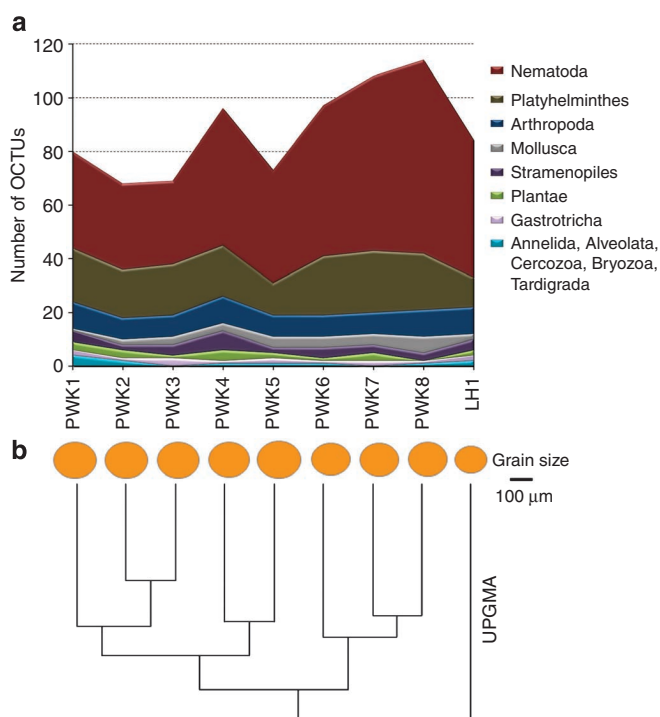 a
120
100
80
60
40
20
0
Number of OCTUs
Nematoda
Platyhelminthes
Arthropoda
Mollusca
Stramenopiles
Plantae
Gastrotricha
Annelida, Alveolata,
Cercozoa, Bryozoa,
Tardigrada
PWK1
PWK2
PWK3
PWK4
PWK5
PWK6
PWK7
PWK8
LH1
b
Grain size
100 μm
UPGMA